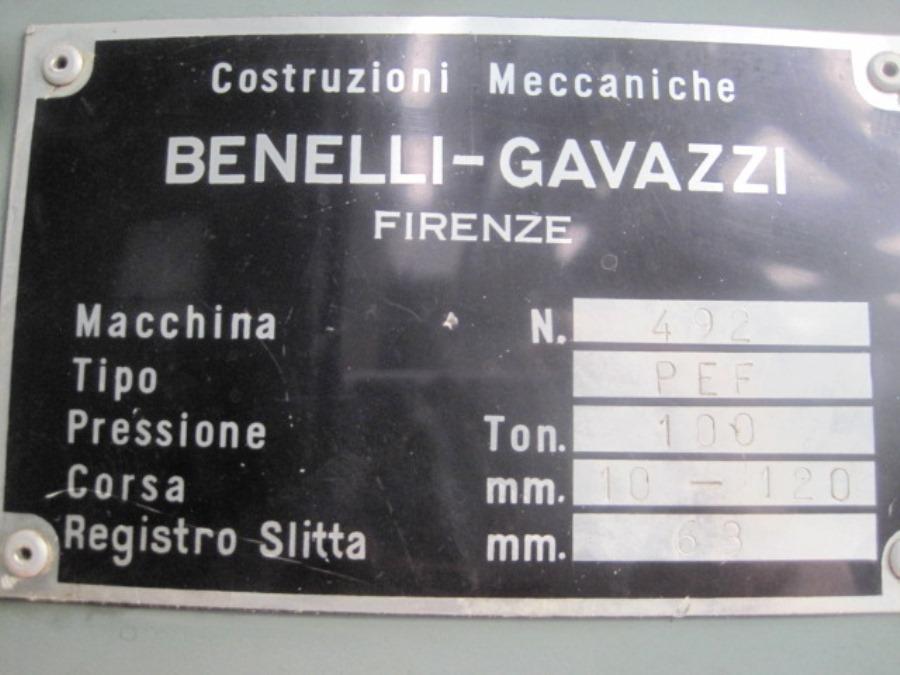 Costruzioni Meccaniche
BENELLI-GAVAZZI
FIRENZE
Macchina N. 492
Tipo PEF
Pressione Ton. 100
Corsa mm. 10 - 120
Registro Slitta mm. 63